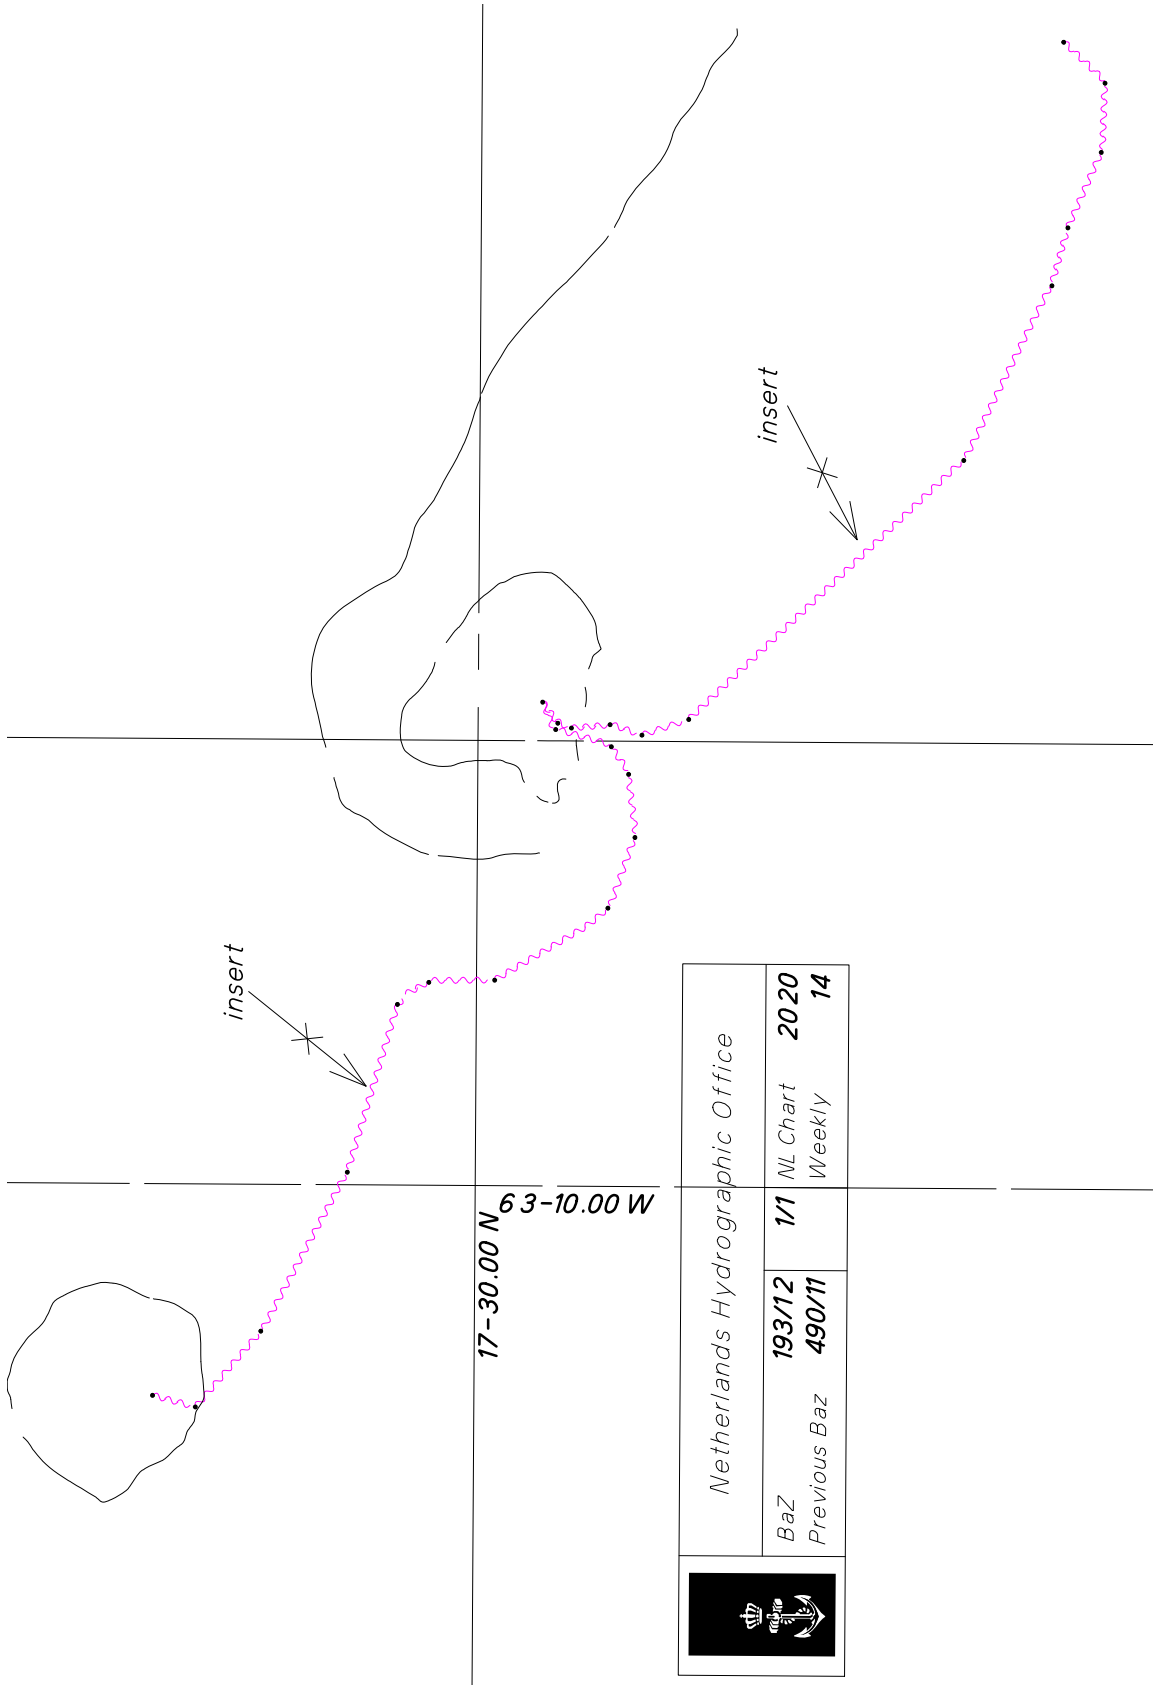 insert
insert
63-10.00 W
17-30.00 N
Netherlands Hydrographic Office
BaZ 193/12 1/1 NL Chart 2020
Previous Baz 490/11 Weekly 14